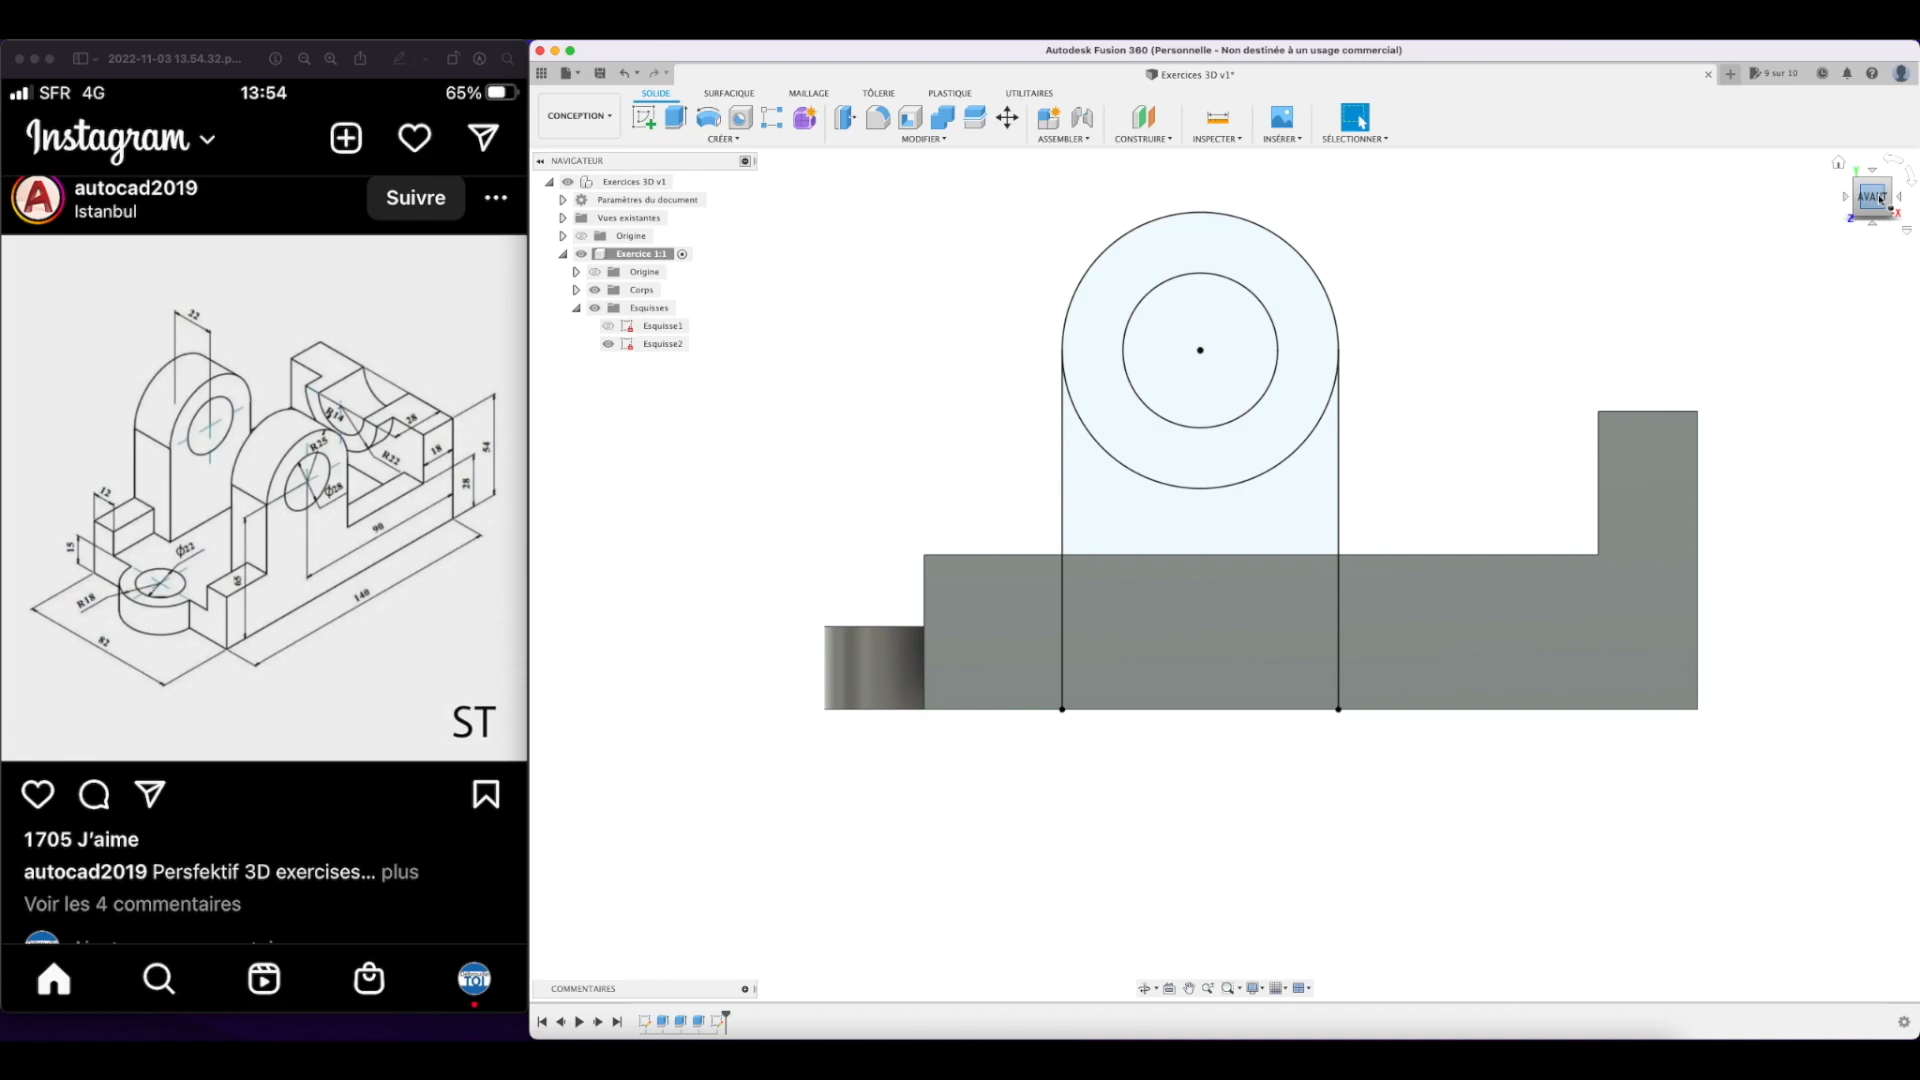 2022-11-03 13.54.32.p...
SFR 4G
13:54
65%
Instagram
autocad2019
Istanbul
Suivre
22
R14
28
R25
R22
18
54
28
Ø28
90
12
15
Ø22
65
R18
140
82
ST
1705 J'aime
autocad2019 Persfektif 3D exercises... plus
Voir les 4 commentaires
TOI
Autodesk Fusion 360 (Personnelle - Non destinée à un usage commercial)
Exercices 3D v1*
9 sur 10
SOLIDE
SURFACIQUE
MAILLAGE
TÔLERIE
PLASTIQUE
UTILITAIRES
CONCEPTION
CRÉER
MODIFIER
ASSEMBLER
CONSTRUIRE
INSPECTER
INSÉRER
SÉLECTIONNER
NAVIGATEUR
Exercices 3D v1
Paramètres du document
Vues existantes
Origine
Exercice 1:1
Origine
Corps
Esquisses
Esquisse1
Esquisse2
Y
AVANT
Z
X
COMMENTAIRES